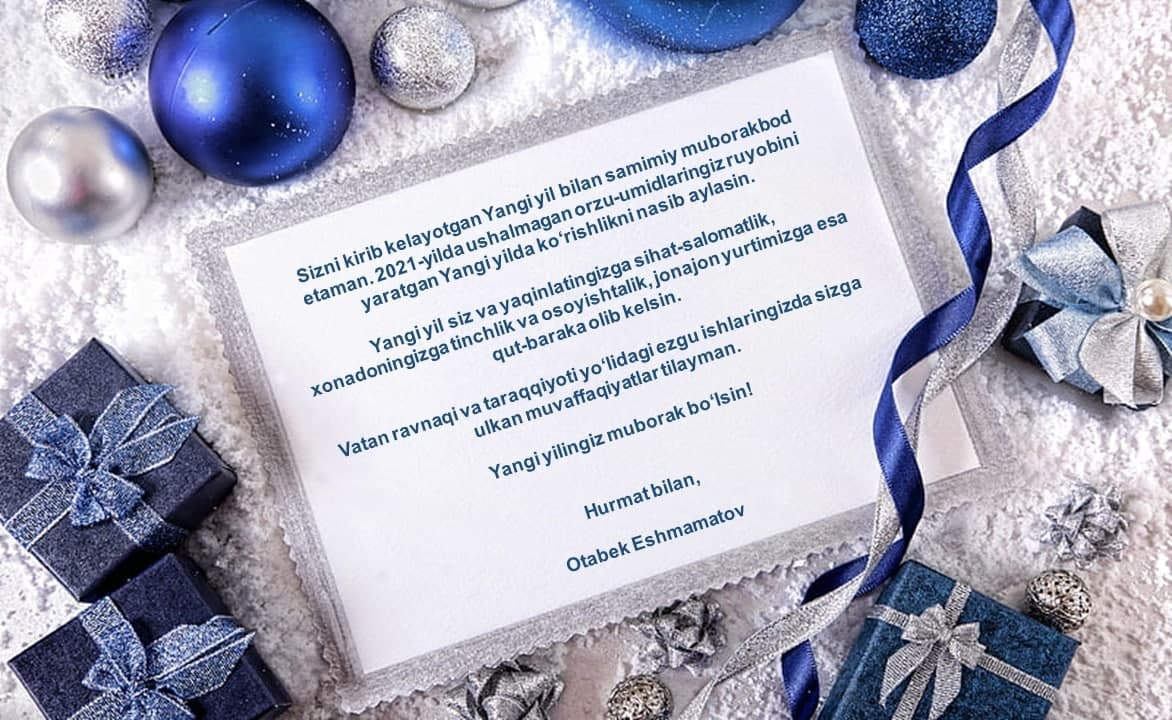 Sizni kirib kelayotgan Yangi yil bilan samimiy muborakbod
etaman. 2021-yilda ushalmagan orzu-umidlaringiz ruyobini
yaratgan Yangi yilda ko‘rishlikni nasib aylasin.
Yangi yil siz va yaqinlatingizga sihat-salomatlik,
xonadoningizga tinchlik va osoyishtalik, jonajon yurtimizga esa
qut-baraka olib kelsin.
Vatan ravnaqi va taraqqiyoti yo‘lidagi ezgu ishlaringizda sizga
ulkan muvaffaqiyatlar tilayman.
Yangi yilingiz muborak bo‘lsin!
Hurmat bilan,
Otabek Eshmamatov